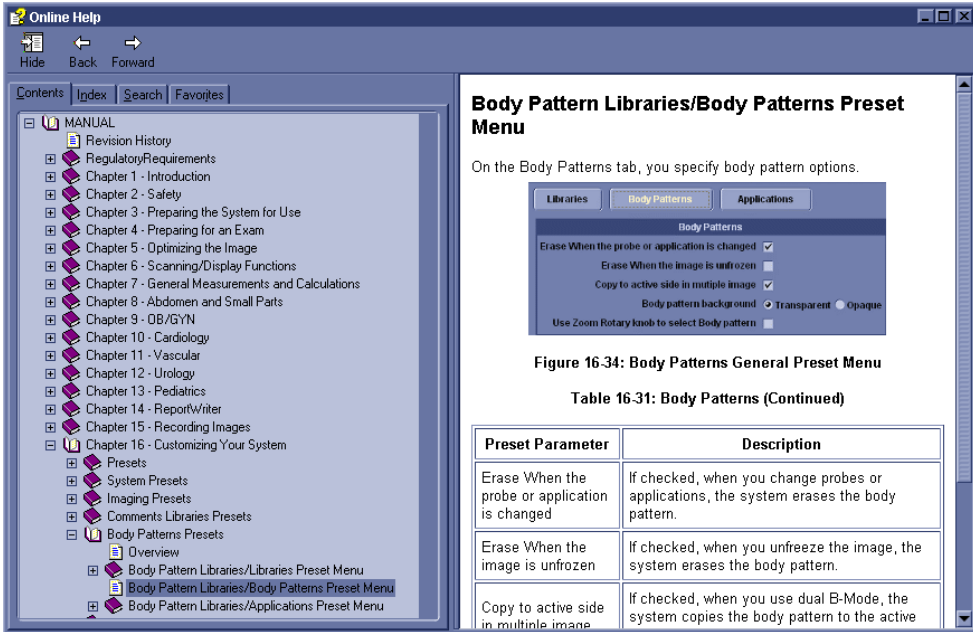 Online Help
Hide Back Forward
Contents Index Search Favorites
MANUAL
Revision History
RegulatoryRequirements
Chapter 1 - Introduction
Chapter 2 - Safety
Chapter 3 - Preparing the System for Use
Chapter 4 - Preparing for an Exam
Chapter 5 - Optimizing the Image
Chapter 6 - Scanning/Display Functions
Chapter 7 - General Measurements and Calculations
Chapter 8 - Abdomen and Small Parts
Chapter 9 - OB/GYN
Chapter 10 - Cardiology
Chapter 11 - Vascular
Chapter 12 - Urology
Chapter 13 - Pediatrics
Chapter 14 - ReportWriter
Chapter 15 - Recording Images
Chapter 16 - Customizing Your System
Presets
System Presets
Imaging Presets
Comments Libraries Presets
Body Patterns Presets
Overview
Body Pattern Libraries/Libraries Preset Menu
Body Pattern Libraries/Body Patterns Preset Menu
Body Pattern Libraries/Applications Preset Menu
Body Pattern Libraries/Body Patterns Preset
Menu
On the Body Patterns tab, you specify body pattern options.
Libraries Body Patterns Applications
Body Patterns
Erase When the probe or application is changed
Erase When the image is unfrozen
Copy to active side in mutiple image
Body pattern background Transparent Opaque
Use Zoom Rotary knob to select Body pattern
Figure 16-34: Body Patterns General Preset Menu
Table 16-31: Body Patterns (Continued)
Preset Parameter Description
Erase When the
probe or application
is changed
If checked, when you change probes or
applications, the system erases the body
pattern.
Erase When the
image is unfrozen
If checked, when you unfreeze the image, the
system erases the body pattern.
Copy to active side
in multiple image
If checked, when you use dual B-Mode, the
system copies the body pattern to the active